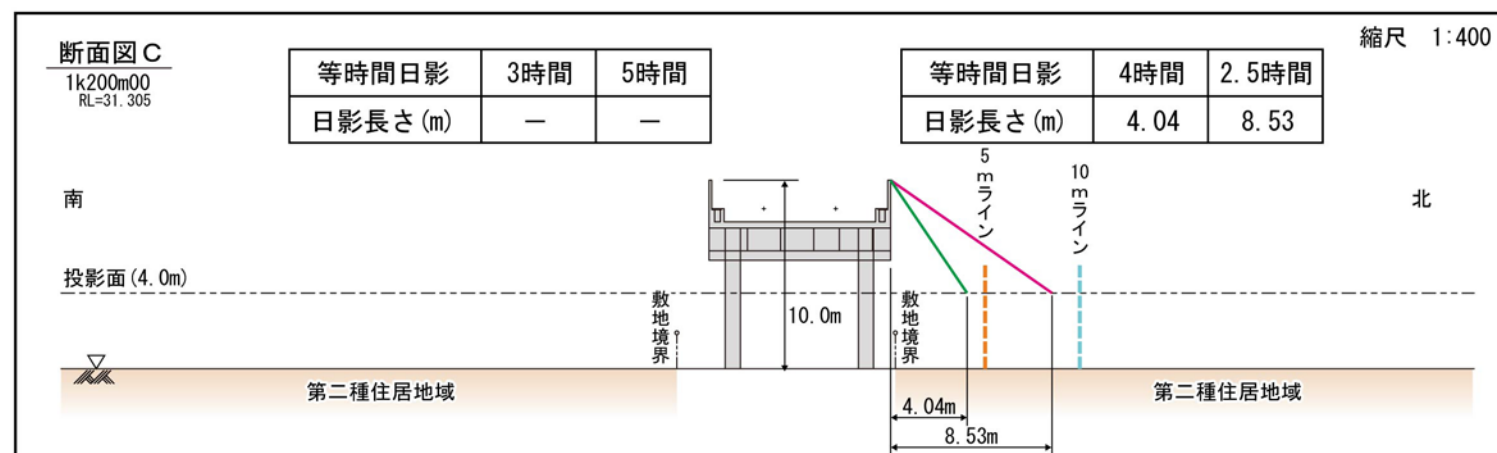 断面図C
1k200m00
RL=31.305
縮尺 1:400
等時間日影 3時間 5時間
日影長さ(m) － －
等時間日影 4時間 2.5時間
日影長さ(m) 4.04 8.53
南
5mライン
10mライン
北
投影面(4.0m)
敷地境界
10.0m
敷地境界
第二種住居地域
第二種住居地域
4.04m
8.53m